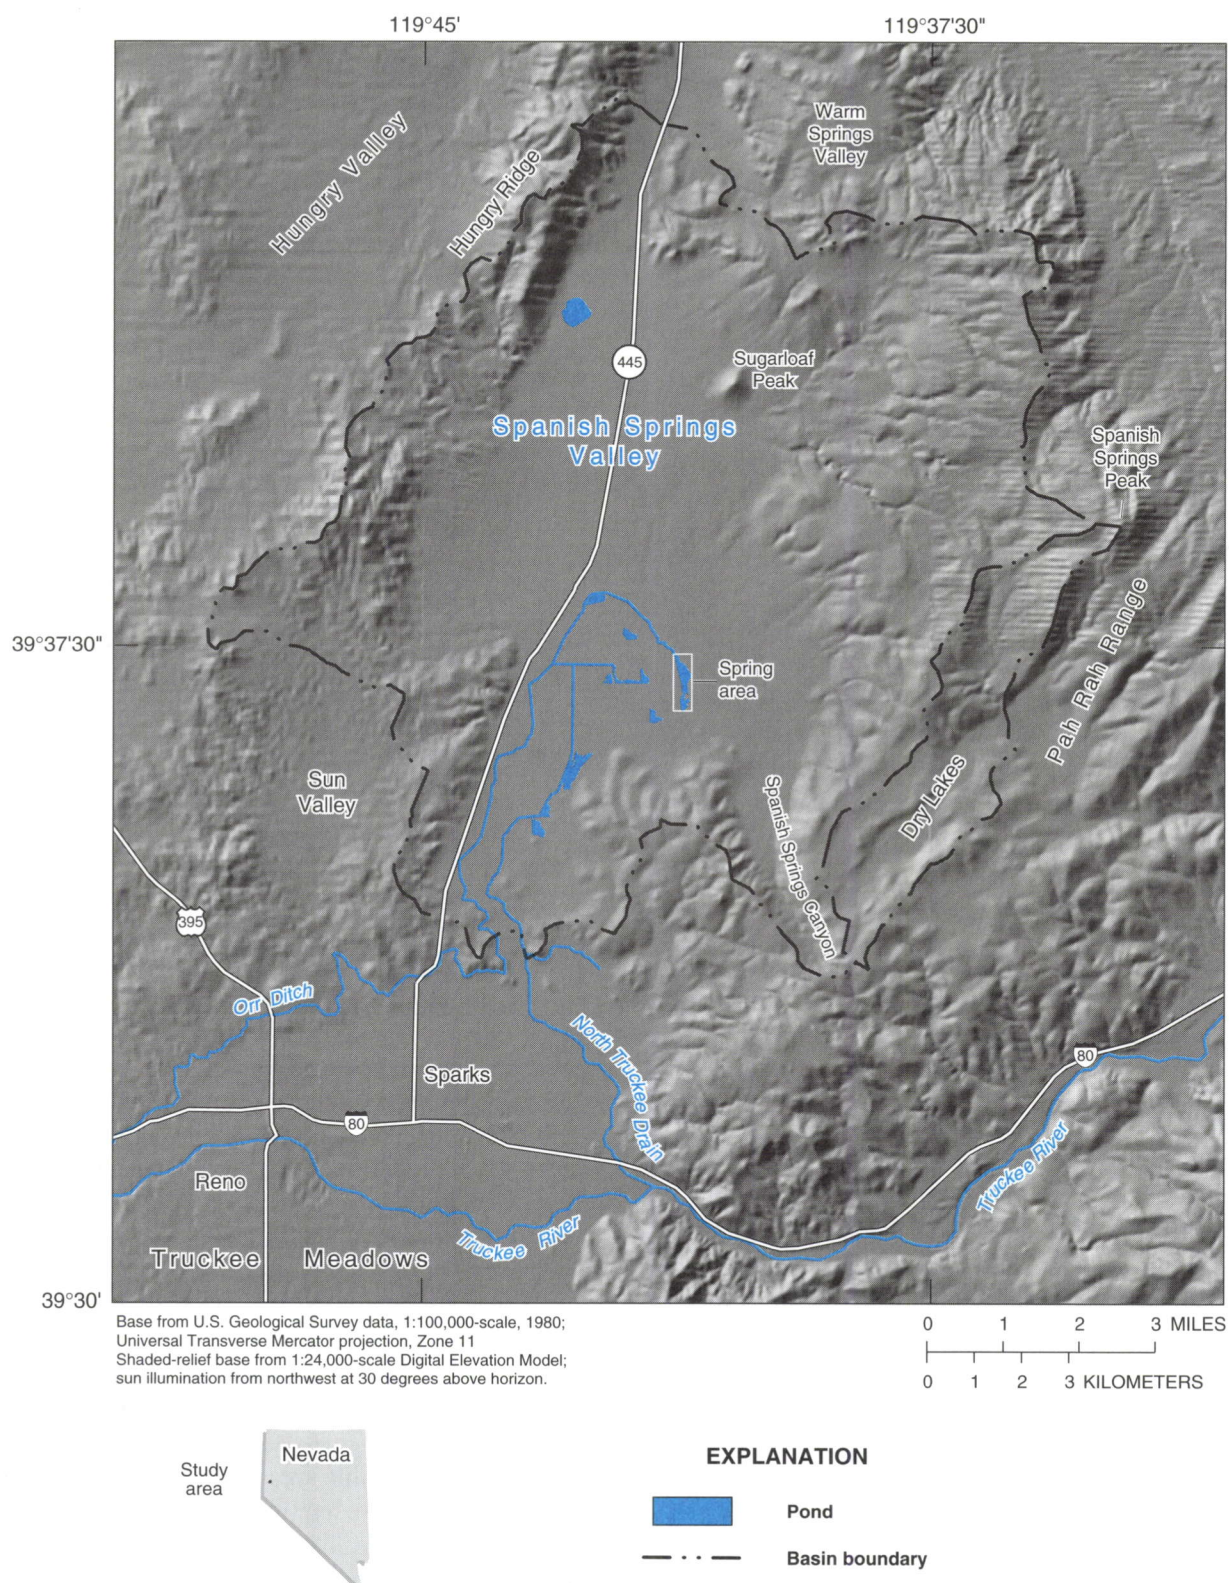 119°45'
119°37'30"
Hungry Valley
Hungry Ridge
Warm
Springs
Valley
445
Sugarloaf
Peak
Spanish Springs
Valley
Spanish
Springs
Peak
39°37'30"
Spring
area
Pah Rah Range
Sun
Valley
Dry Lakes
Spanish Springs Canyon
395
Orr Ditch
North Truckee Drain
80
Sparks
80
Truckee River
Reno
Truckee River
Truckee Meadows
39°30'
Base from U.S. Geological Survey data, 1:100,000-scale, 1980;
Universal Transverse Mercator projection, Zone 11
Shaded-relief base from 1:24,000-scale Digital Elevation Model;
sun illumination from northwest at 30 degrees above horizon.
0 1 2 3 MILES
0 1 2 3 KILOMETERS
Nevada
Study
area
EXPLANATION
Pond
Basin boundary